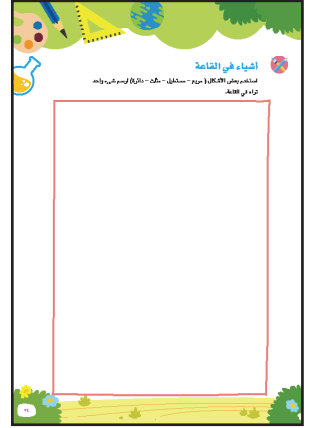 أشياء في القاعة
استخدم بعض الأشكال ( مربع – مستطيل – مثلث – دائرة) لرسم شيء واحد
تراه في القاعة.